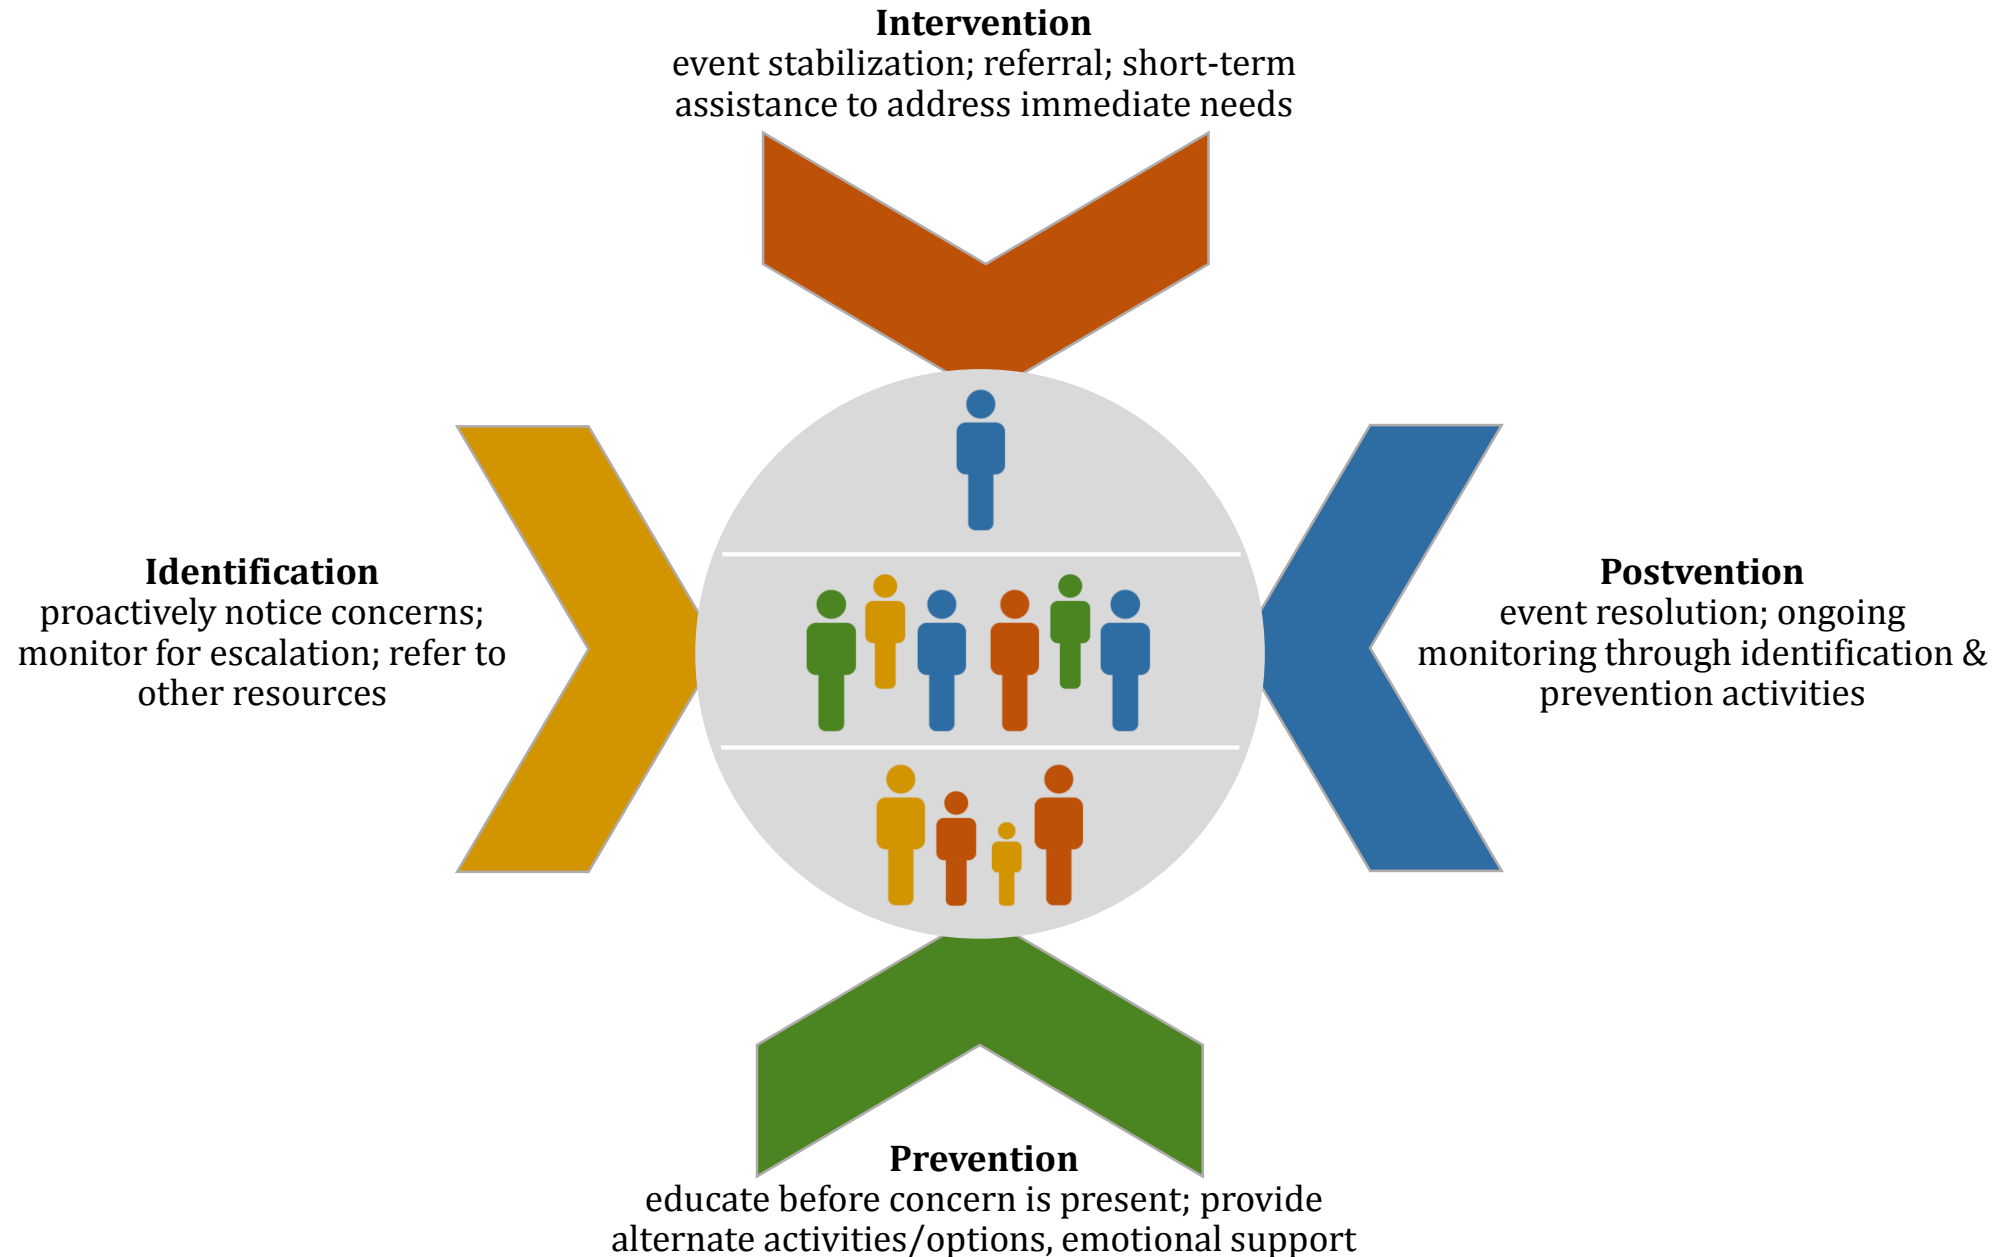 Intervention
event stabilization; referral; short-term
assistance to address immediate needs
Identification
proactively notice concerns;
monitor for escalation; refer to
other resources
Postvention
event resolution; ongoing
monitoring through identification &
prevention activities
Prevention
educate before concern is present; provide
alternate activities/options, emotional support